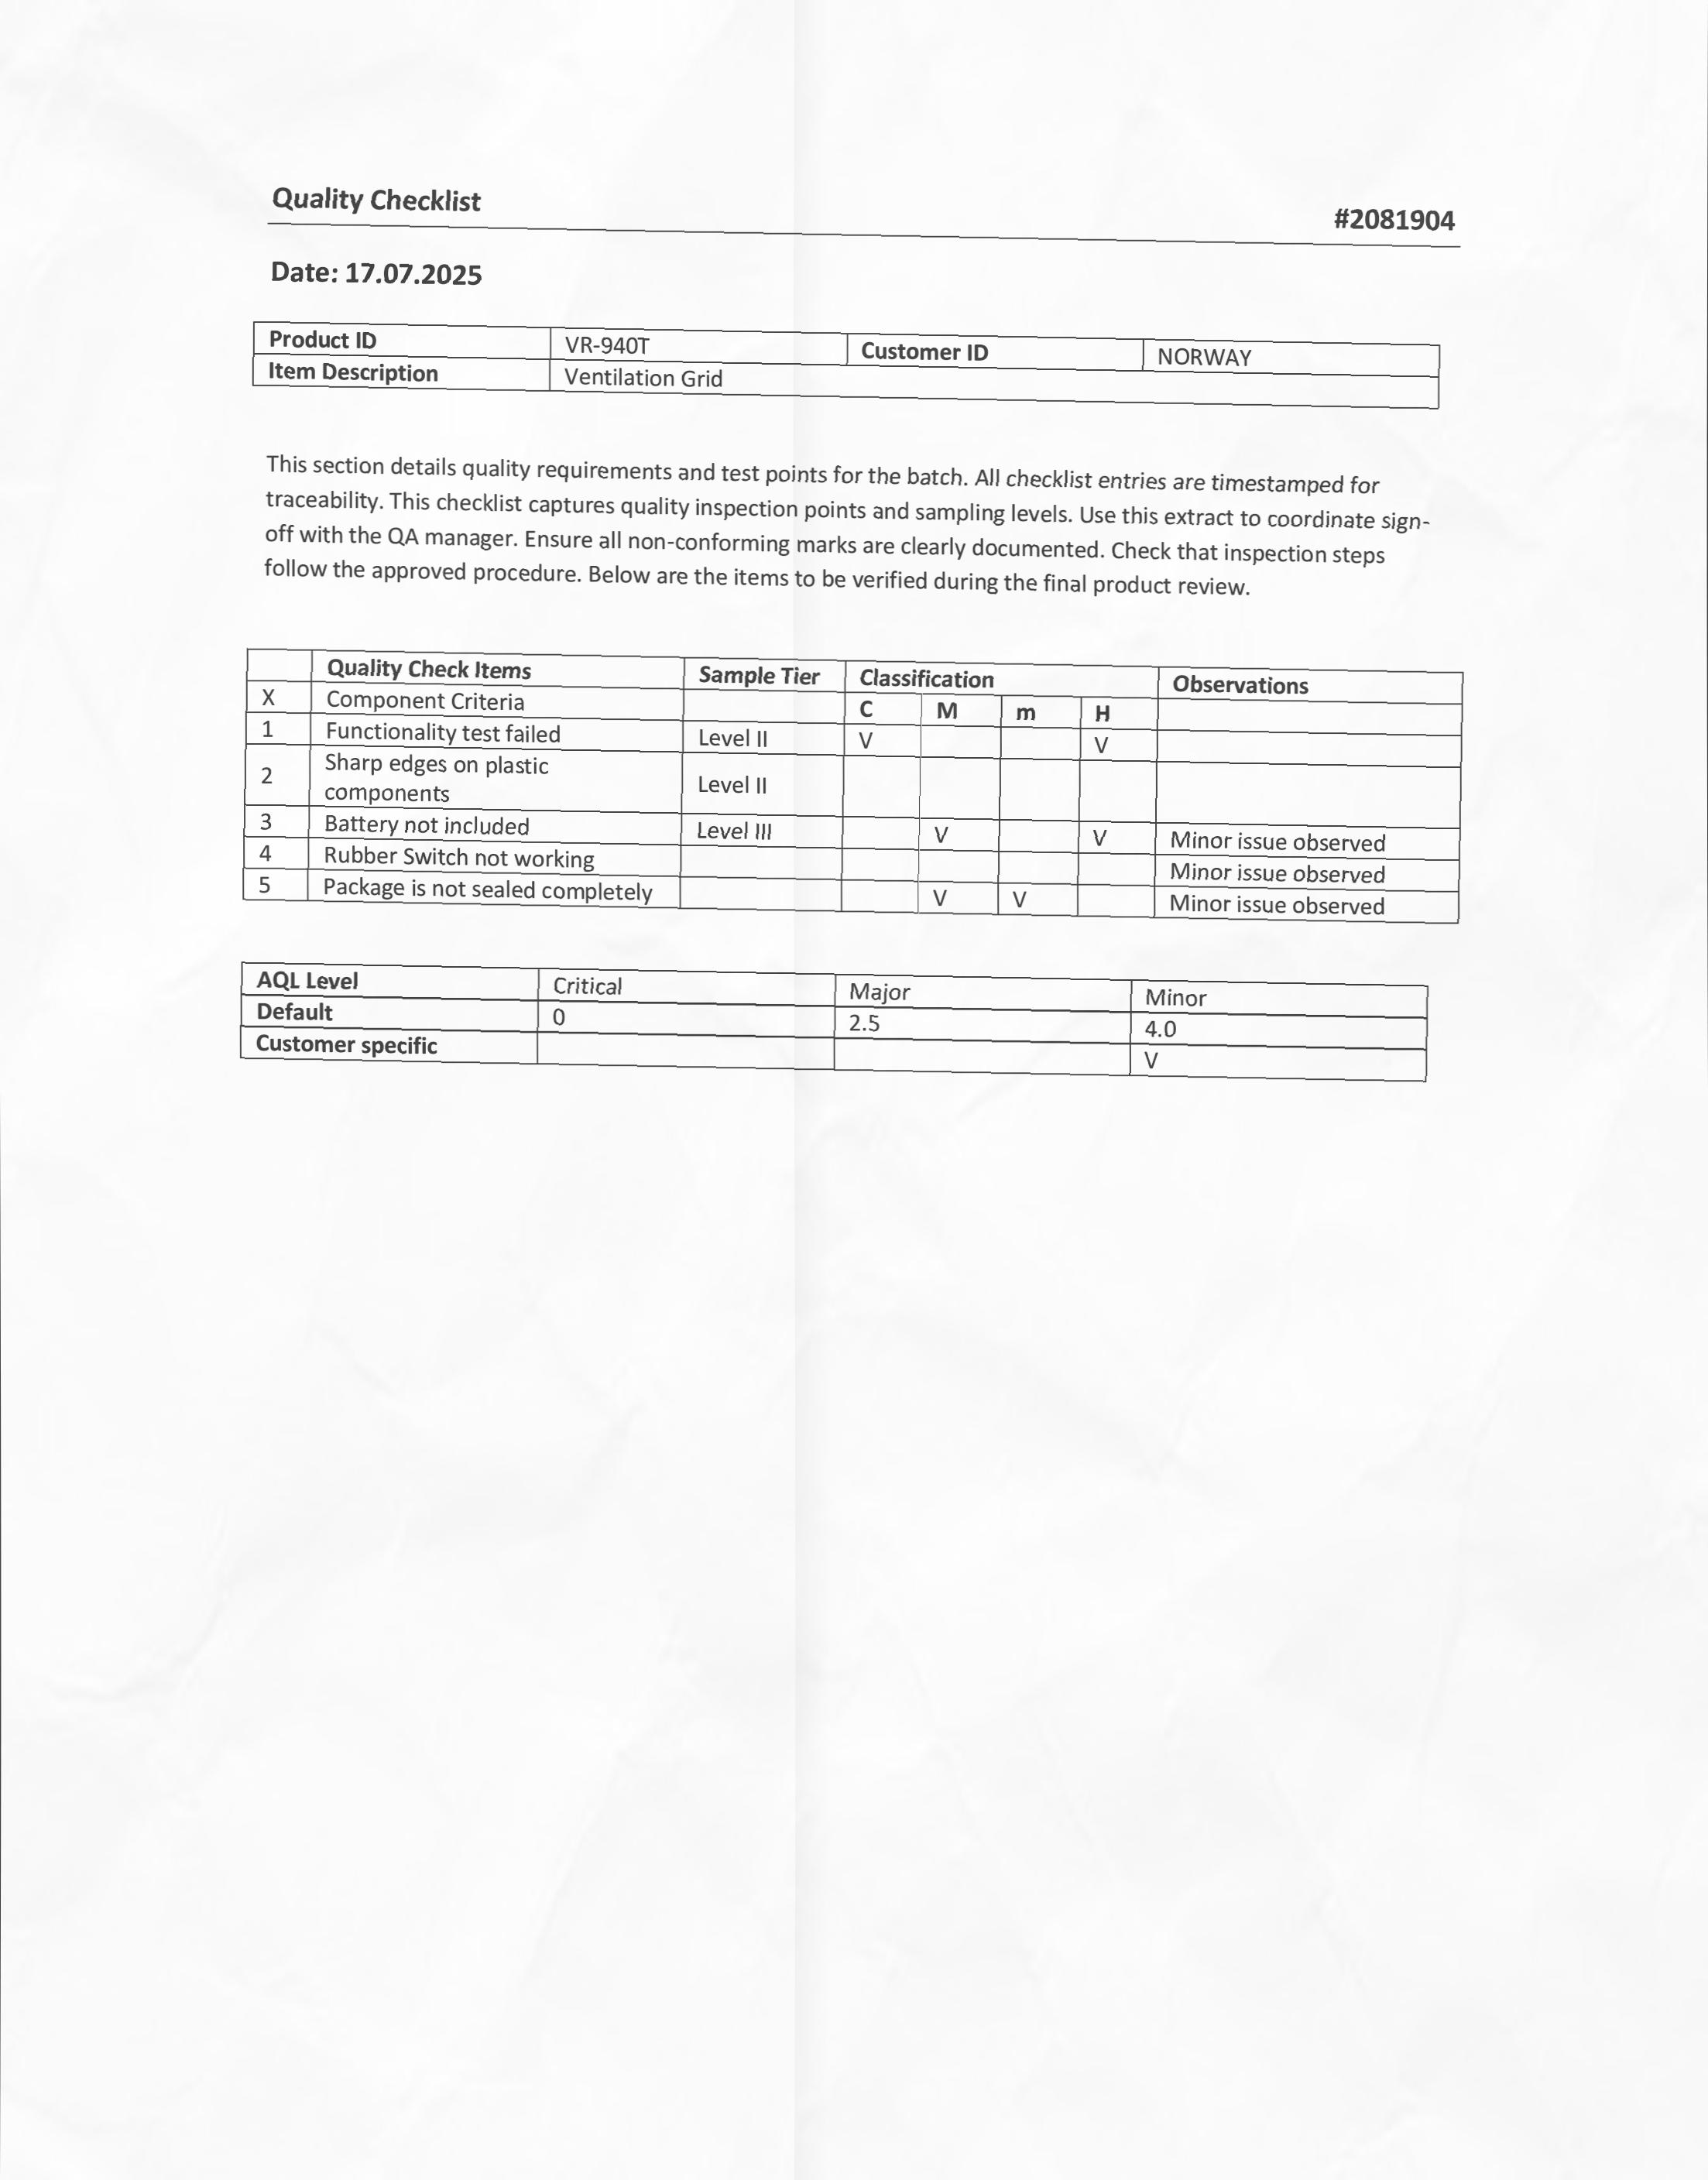 Quality Checklist
#2081904
Date: 17.07.2025
Product ID VR-940T Customer ID NORWAY
Item Description Ventilation Grid
This section details quality requirements and test points for the batch. All checklist entries are timestamped for
traceability. This checklist captures quality inspection points and sampling levels. Use this extract to coordinate sign-
off with the QA manager. Ensure all non-conforming marks are clearly documented. Check that inspection steps
follow the approved procedure. Below are the items to be verified during the final product review.
Quality Check Items Sample Tier Classification Observations
X Component Criteria C M m H
1 Functionality test failed Level II V V
2 Sharp edges on plastic
components Level II
3 Battery not included Level III V V Minor issue observed
4 Rubber Switch not working Minor issue observed
5 Package is not sealed completely V V Minor issue observed
AQL Level Critical Major Minor
Default 0 2.5 4.0
Customer specific V